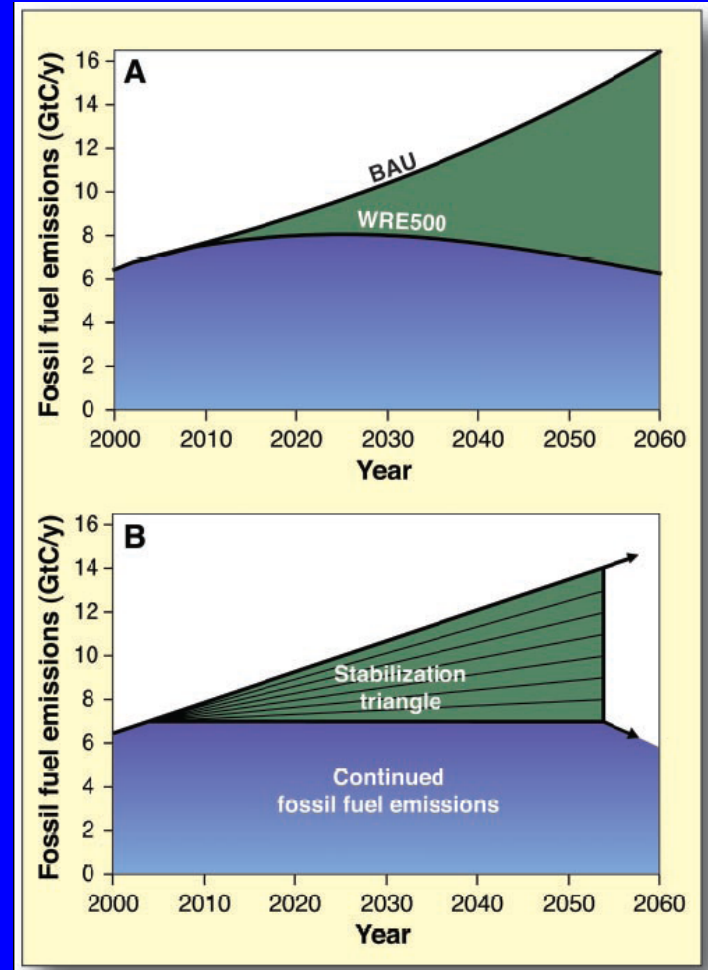 A
Fossil fuel emissions (GtC/y)
16
14
12
10
8
6
4
2
0
BAU
WRE500
2000 2010 2020 2030 2040 2050 2060
Year
B
Fossil fuel emissions (GtC/y)
16
14
12
10
8
6
4
2
0
Stabilization
triangle
Continued
fossil fuel emissions
2000 2010 2020 2030 2040 2050 2060
Year